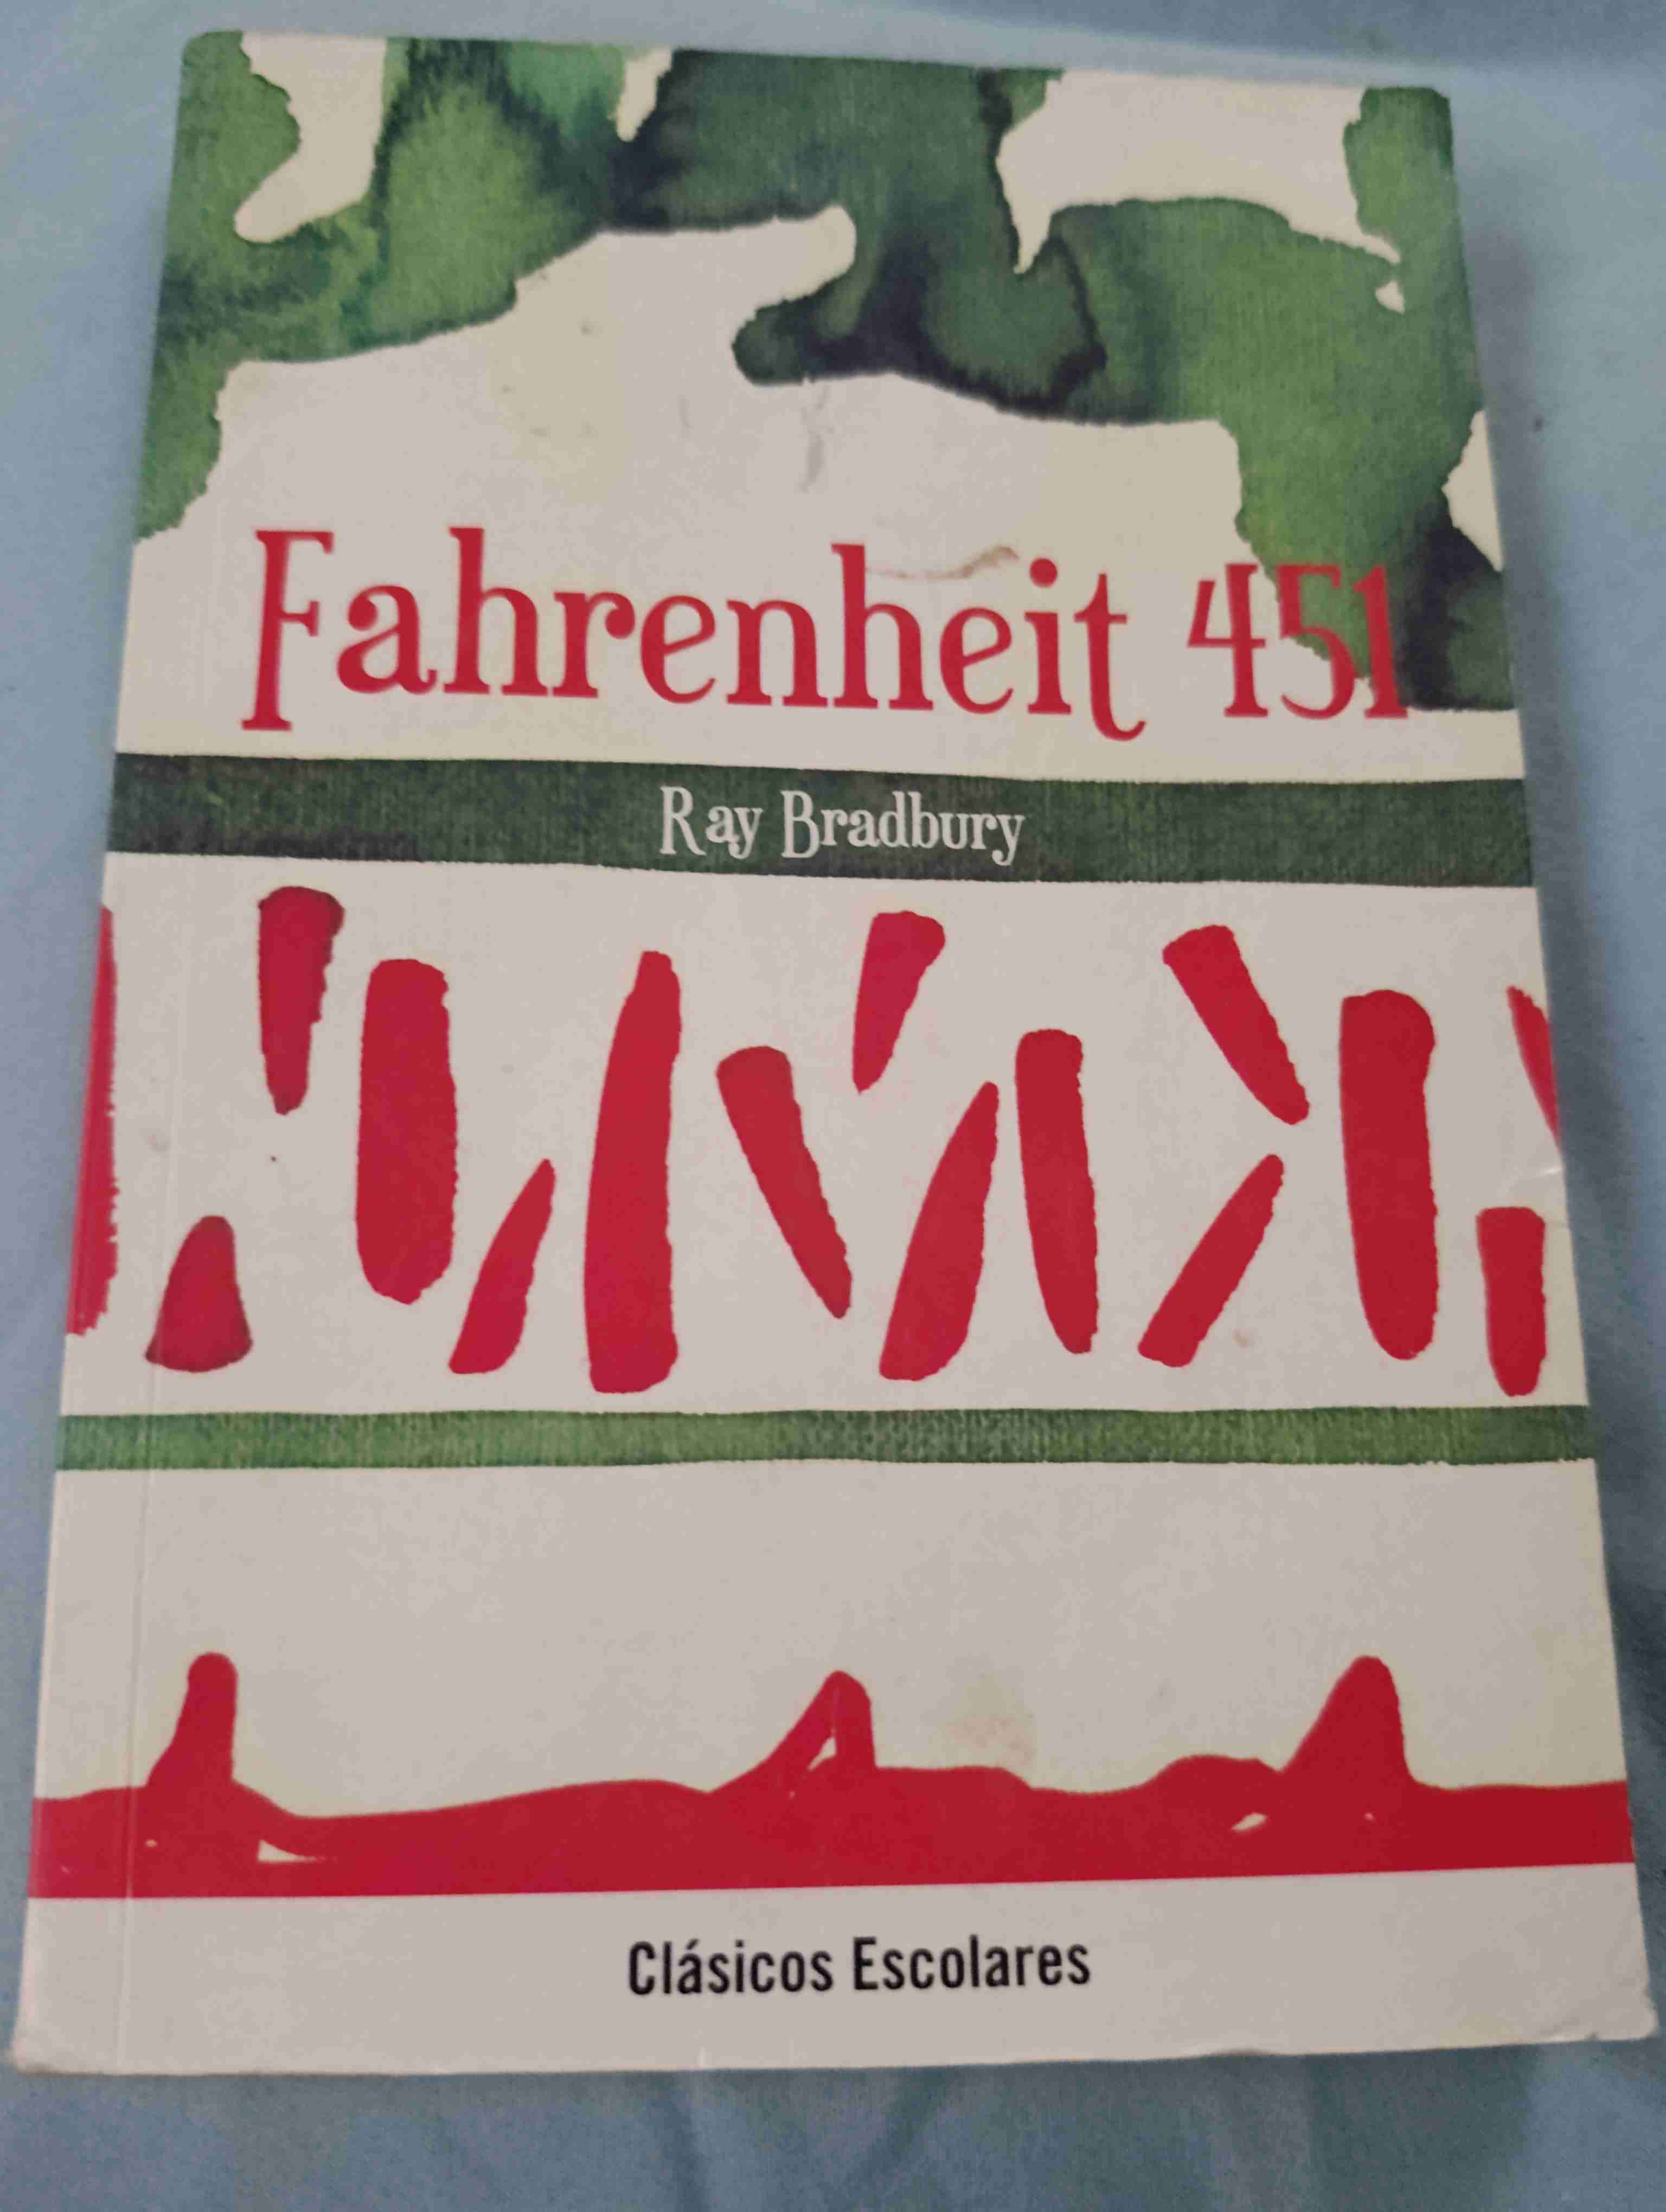 Fahrenheit 451
Ray Bradbury
Clásicos Escolares